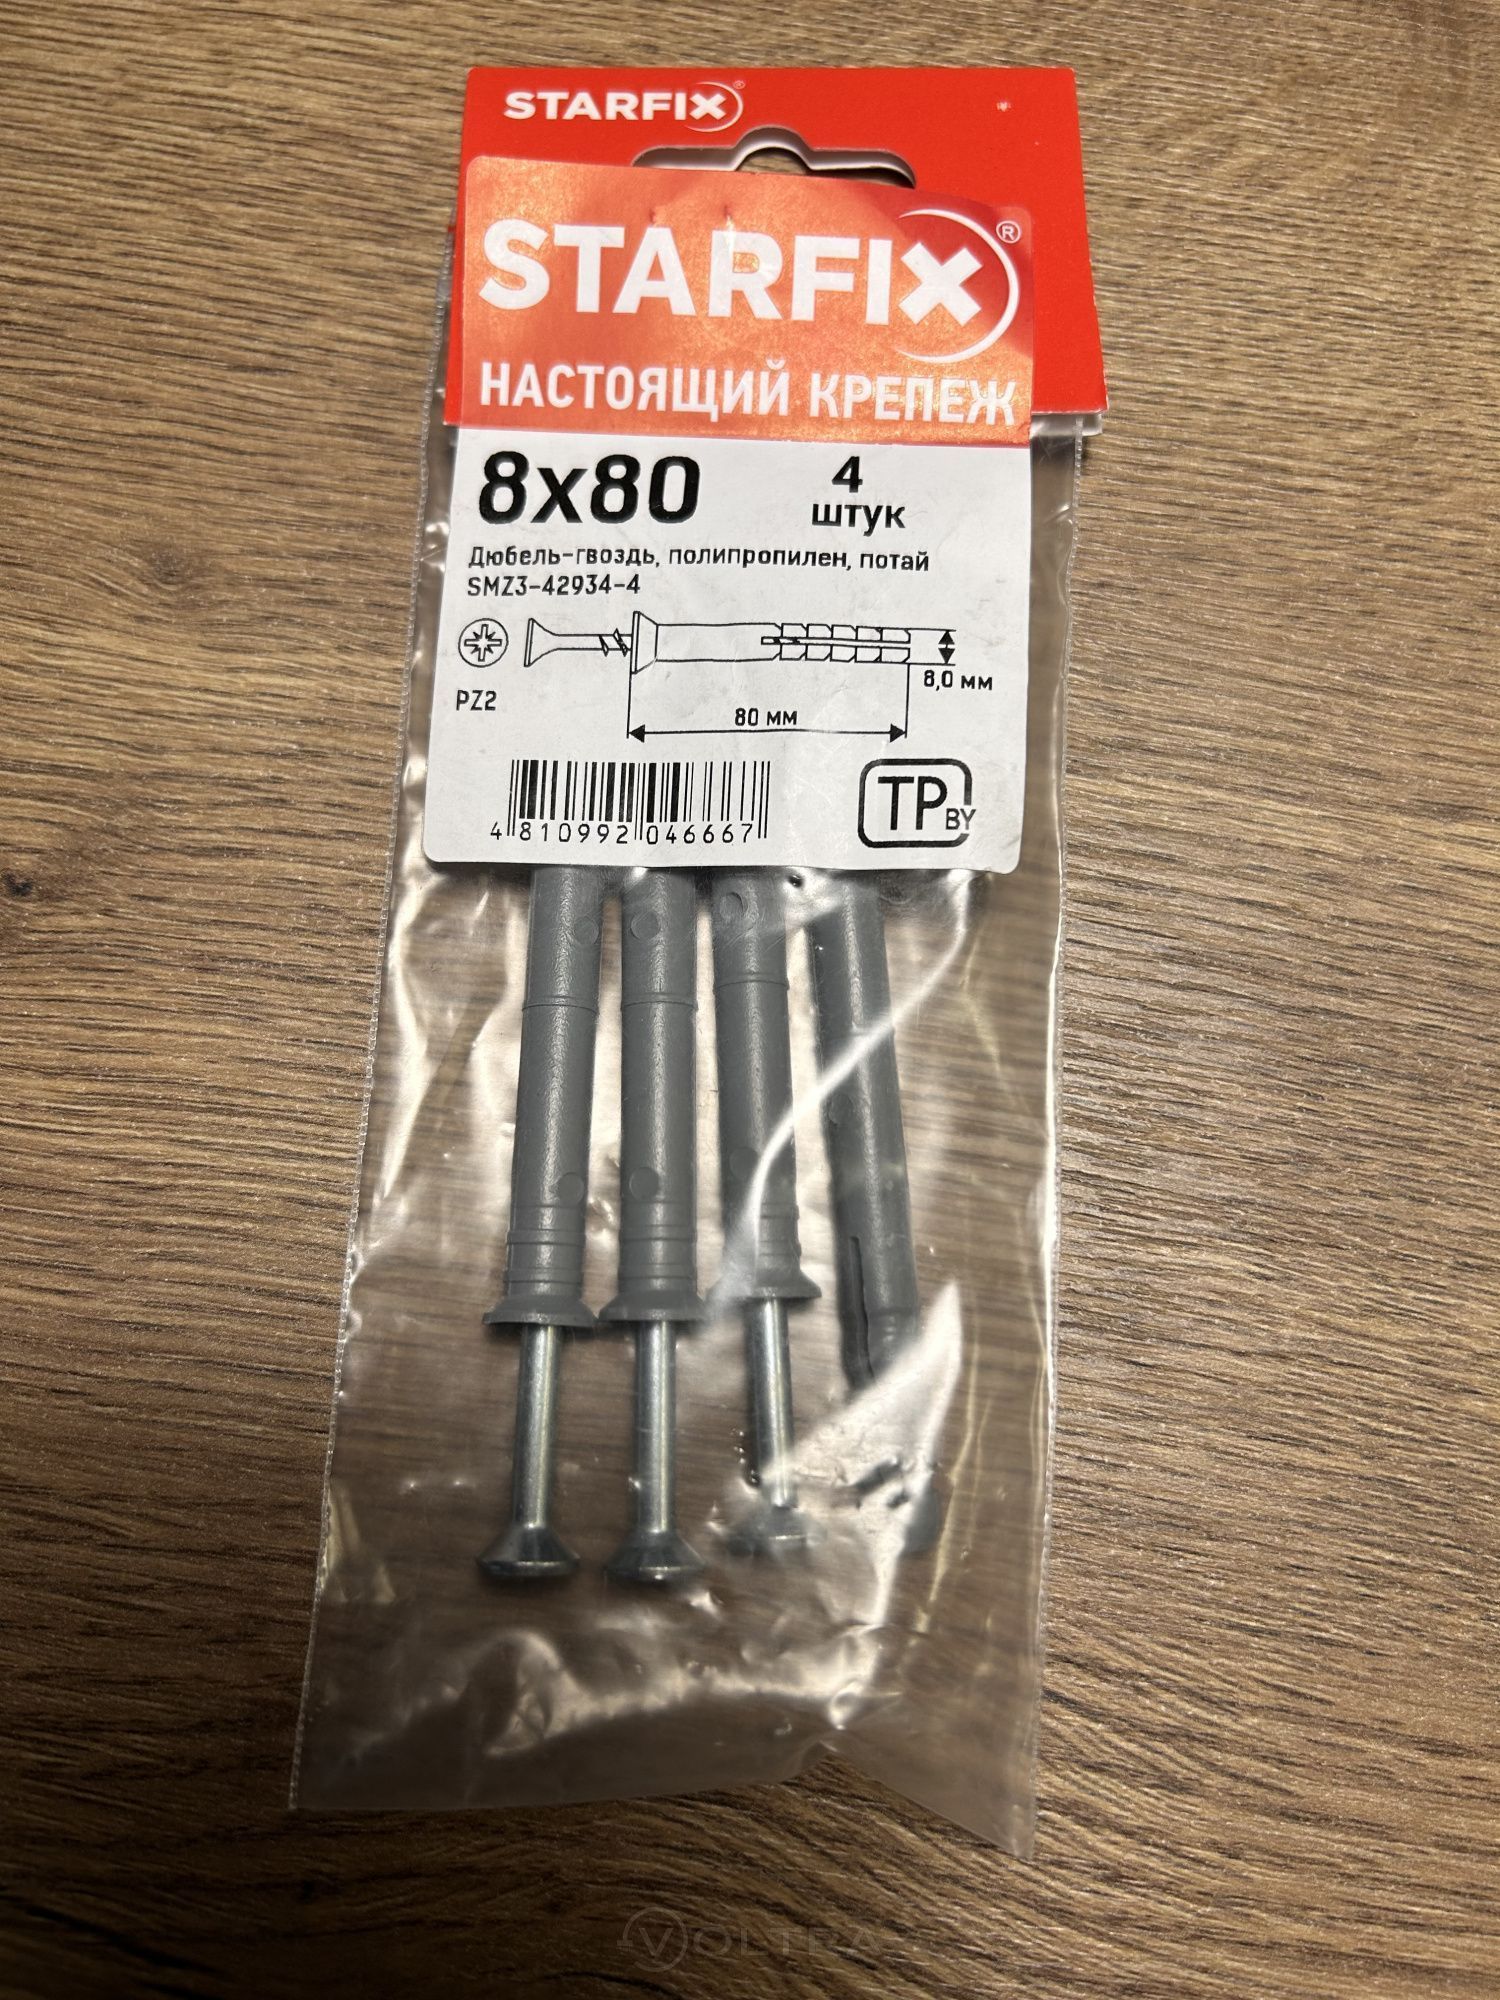 STARFIX®
STARFIX®
НАСТОЯЩИЙ КРЕПЕЖ
8x80
4
штук
Дюбель-гвоздь, полипропилен, потай
SMZ3-42934-4
8,0 мм
PZ2
80 мм
4 810992 046667
TP BY
VOLTRA